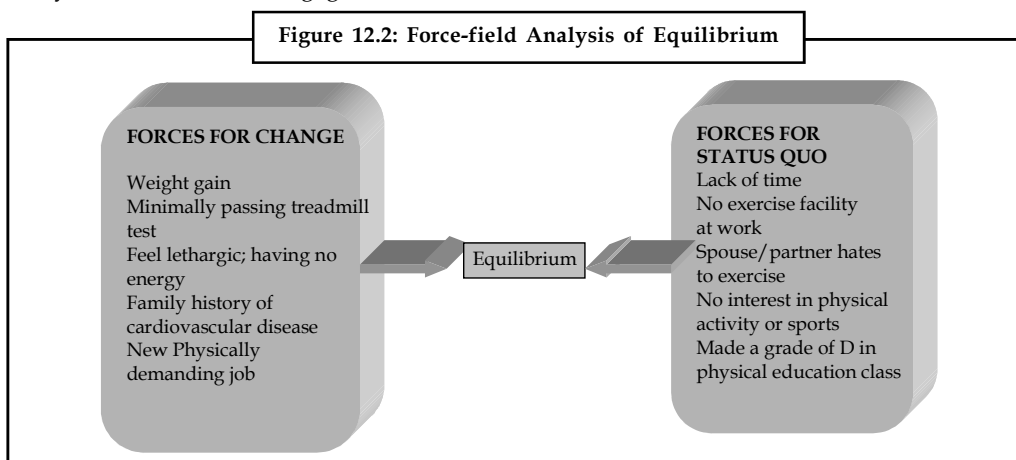 Figure 12.2: Force-field Analysis of Equilibrium
FORCES FOR CHANGE
Weight gain
Minimally passing treadmill
test
Feel lethargic; having no
energy
Family history of
cardiovascular disease
New Physically
demanding job
Equilibrium
FORCES FOR
STATUS QUO
Lack of time
No exercise facility
at work
Spouse/partner hates
to exercise
No interest in physical
activity or sports
Made a grade of D in
physical education class